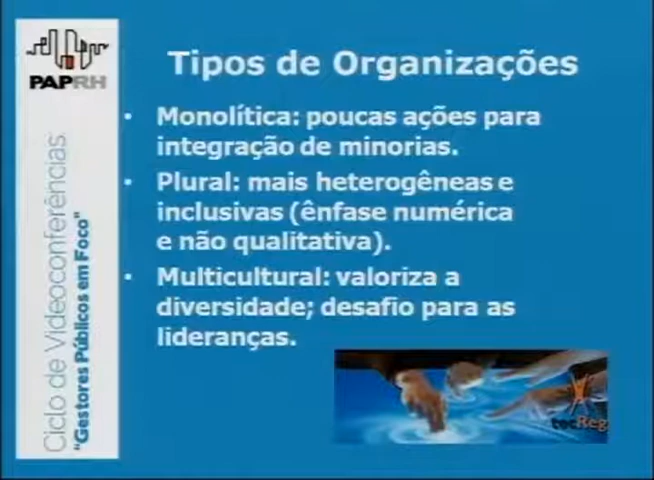 PAPRH
Ciclo de Videoconferências
"Gestores Públicos em Foco"
Tipos de Organizações
• Monolítica: poucas ações para
integração de minorias.
• Plural: mais heterogêneas e
inclusivas (ênfase numérica
e não qualitativa).
• Multicultural: valoriza a
diversidade; desafio para as
lideranças.
tecReg